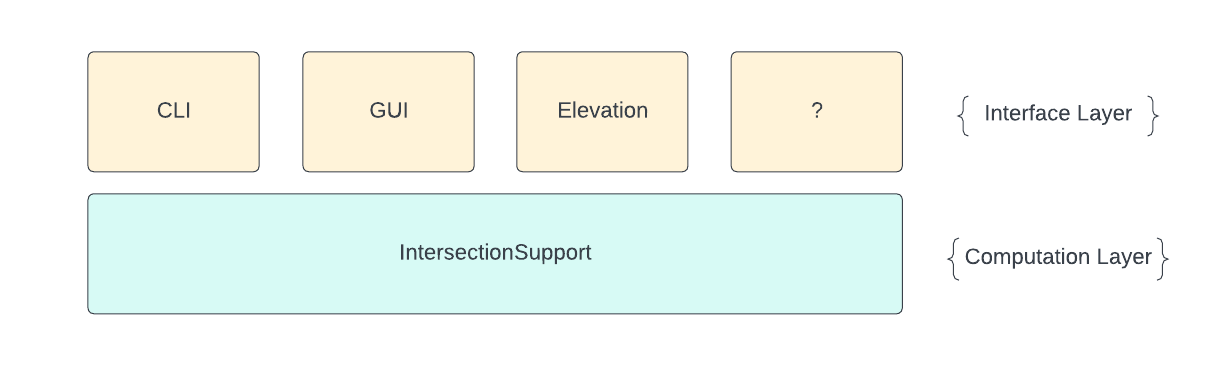 CLI
GUI
Elevation
?
{ Interface Layer }
IntersectionSupport
{ Computation Layer }